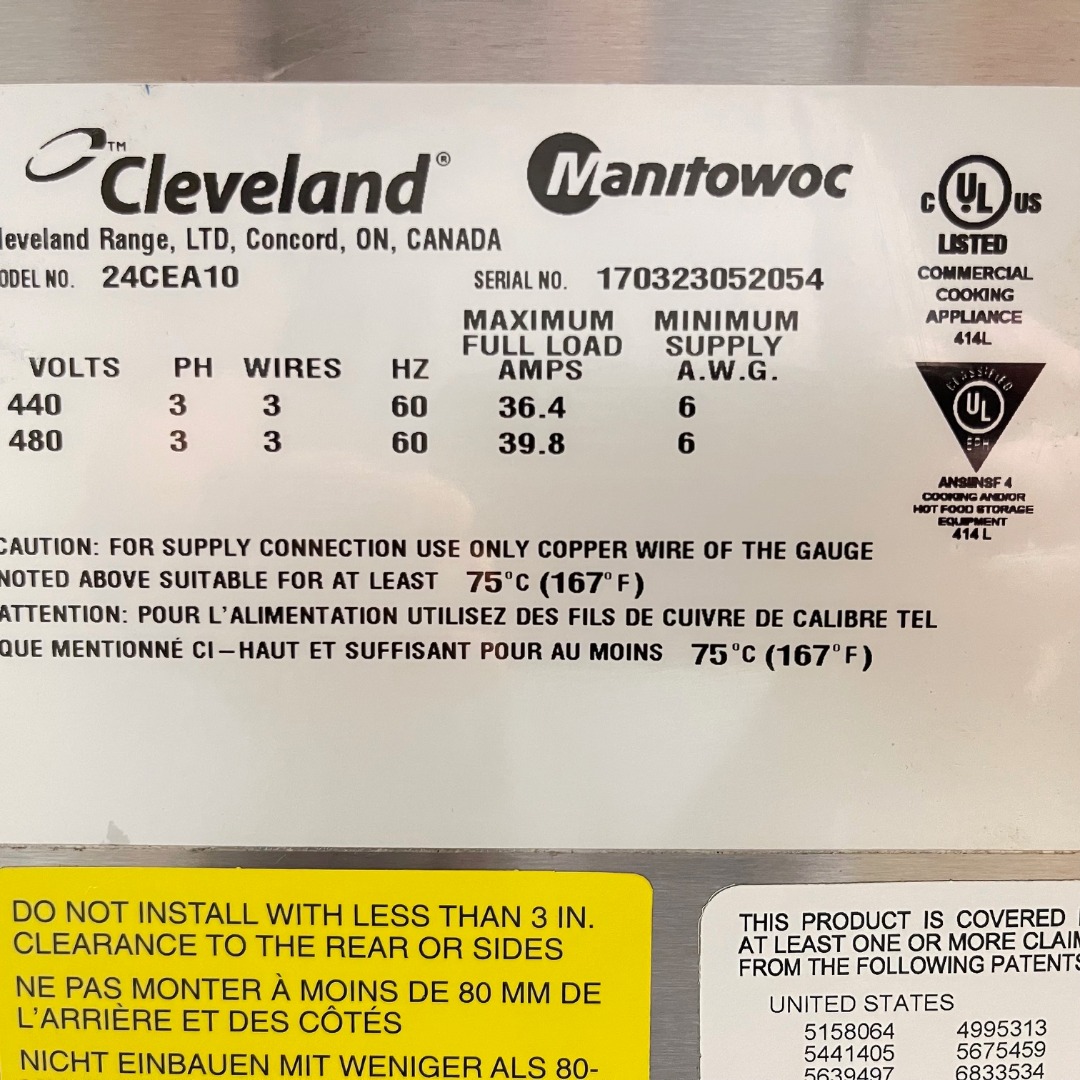 ™Cleveland® Manitowoc
leveland Range, LTD, Concord, ON, CANADA
ODEL NO. 24CEA10 SERIAL NO. 170323052054
VOLTS PH WIRES HZ MAXIMUM FULL LOAD AMPS MINIMUM SUPPLY A.W.G.
440 3 3 60 36.4 6
480 3 3 60 39.8 6
C UL US
LISTED
COMMERCIAL
COOKING
APPLIANCE
414L
CLASSIFIED
UL
EPH
ANSI/NSF 4
COOKING AND/OR
HOT FOOD STORAGE
EQUIPMENT
414 L
CAUTION: FOR SUPPLY CONNECTION USE ONLY COPPER WIRE OF THE GAUGE
NOTED ABOVE SUITABLE FOR AT LEAST 75°C (167°F)
ATTENTION: POUR L'ALIMENTATION UTILISEZ DES FILS DE CUIVRE DE CALIBRE TEL
QUE MENTIONNÉ CI-HAUT ET SUFFISANT POUR AU MOINS 75°C (167°F)
DO NOT INSTALL WITH LESS THAN 3 IN.
CLEARANCE TO THE REAR OR SIDES
NE PAS MONTER À MOINS DE 80 MM DE
L'ARRIÈRE ET DES CÔTÉS
NICHT EINBAUEN MIT WENIGER ALS 80-
THIS PRODUCT IS COVERED
AT LEAST ONE OR MORE CLAIM
FROM THE FOLLOWING PATENTS
UNITED STATES
5158064 4995313
5441405 5675459
5639497 6833534